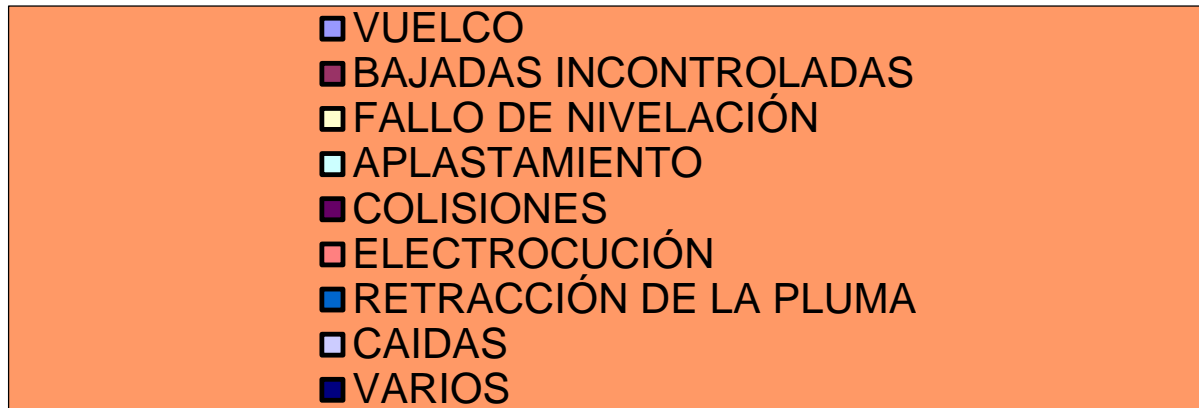 VUELCO
BAJADAS INCONTROLADAS
FALLO DE NIVELACIÓN
APLASTAMIENTO
COLISIONES
ELECTROCUCIÓN
RETRACCIÓN DE LA PLUMA
CAIDAS
VARIOS